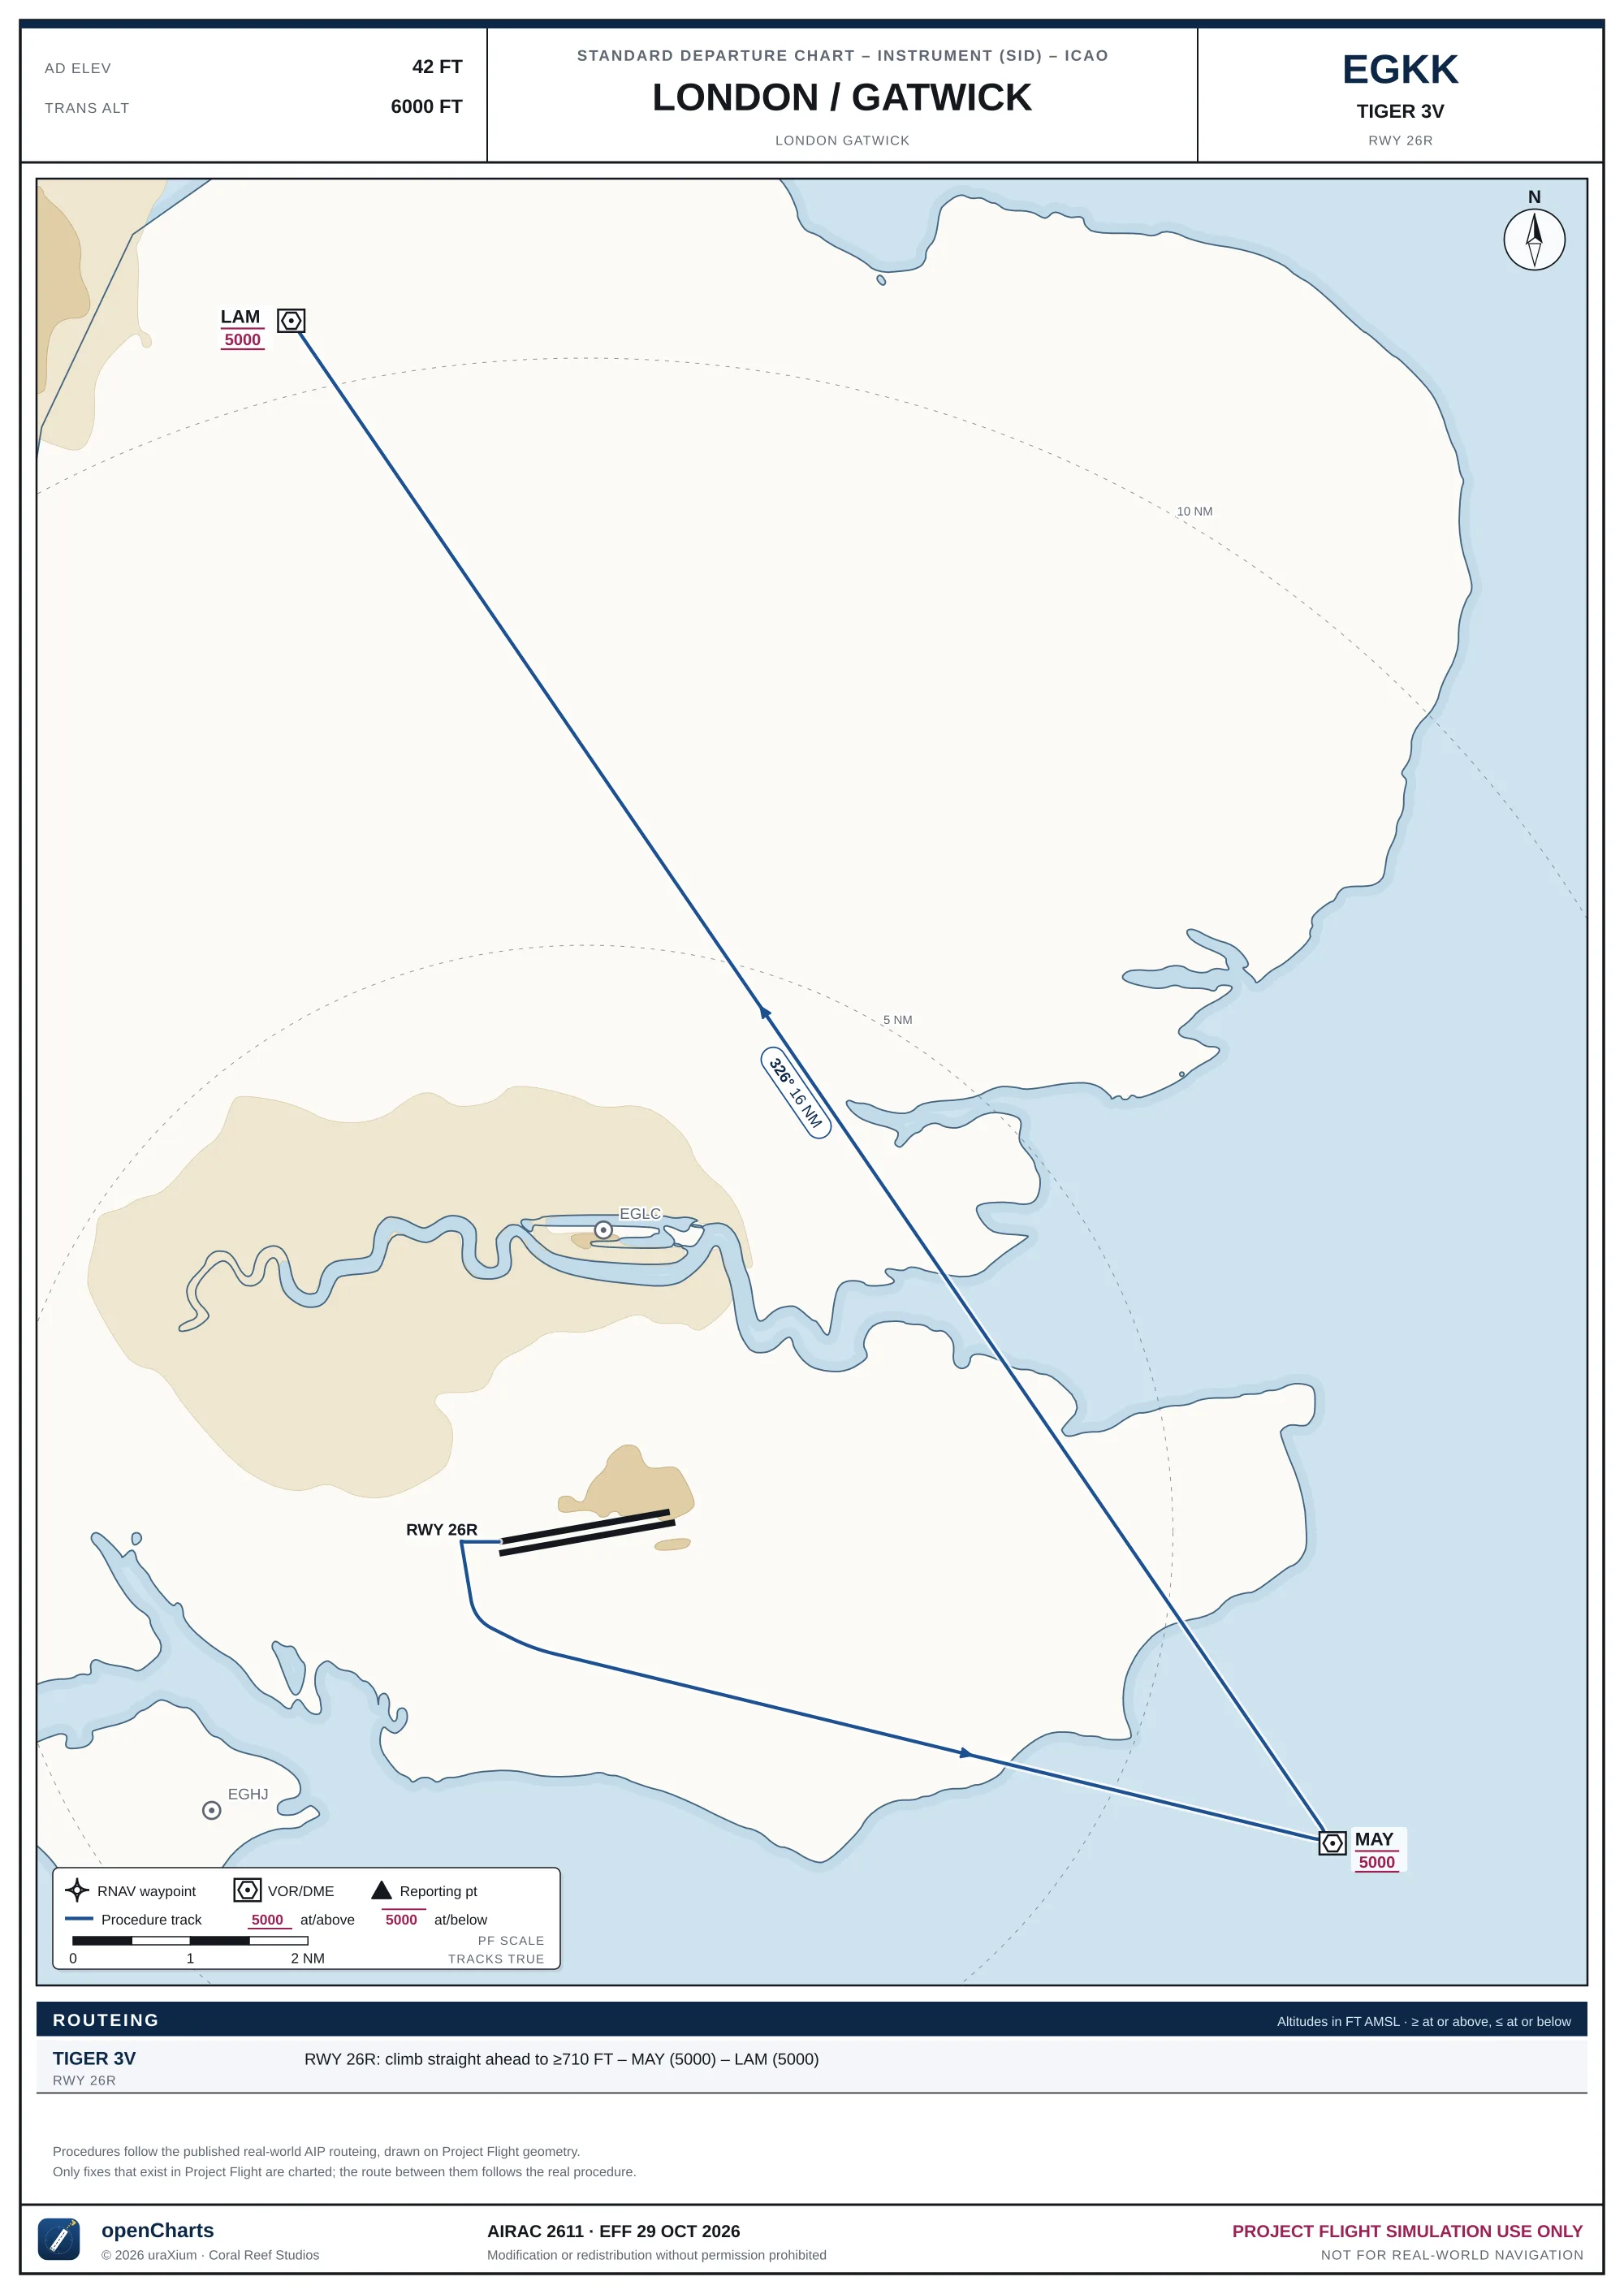 AD ELEV 42 FT
TRANS ALT 6000 FT
STANDARD DEPARTURE CHART – INSTRUMENT (SID) – ICAO
LONDON / GATWICK
LONDON GATWICK
EGKK
TIGER 3V
RWY 26R
N
LAM
5000
10 NM
5 NM
326° 16 NM
EGLC
RWY 26R
EGHJ
MAY
5000
RNAV waypoint VOR/DME Reporting pt
Procedure track 5000 at/above 5000 at/below
PF SCALE
0 1 2 NM TRACKS TRUE
ROUTEING Altitudes in FT AMSL · ≥ at or above, ≤ at or below
TIGER 3V RWY 26R: climb straight ahead to ≥710 FT – MAY (5000) – LAM (5000)
RWY 26R
Procedures follow the published real-world AIP routeing, drawn on Project Flight geometry.
Only fixes that exist in Project Flight are charted; the route between them follows the real procedure.
openCharts AIRAC 2611 · EFF 29 OCT 2026 PROJECT FLIGHT SIMULATION USE ONLY
© 2026 uraXium · Coral Reef Studios Modification or redistribution without permission prohibited NOT FOR REAL-WORLD NAVIGATION